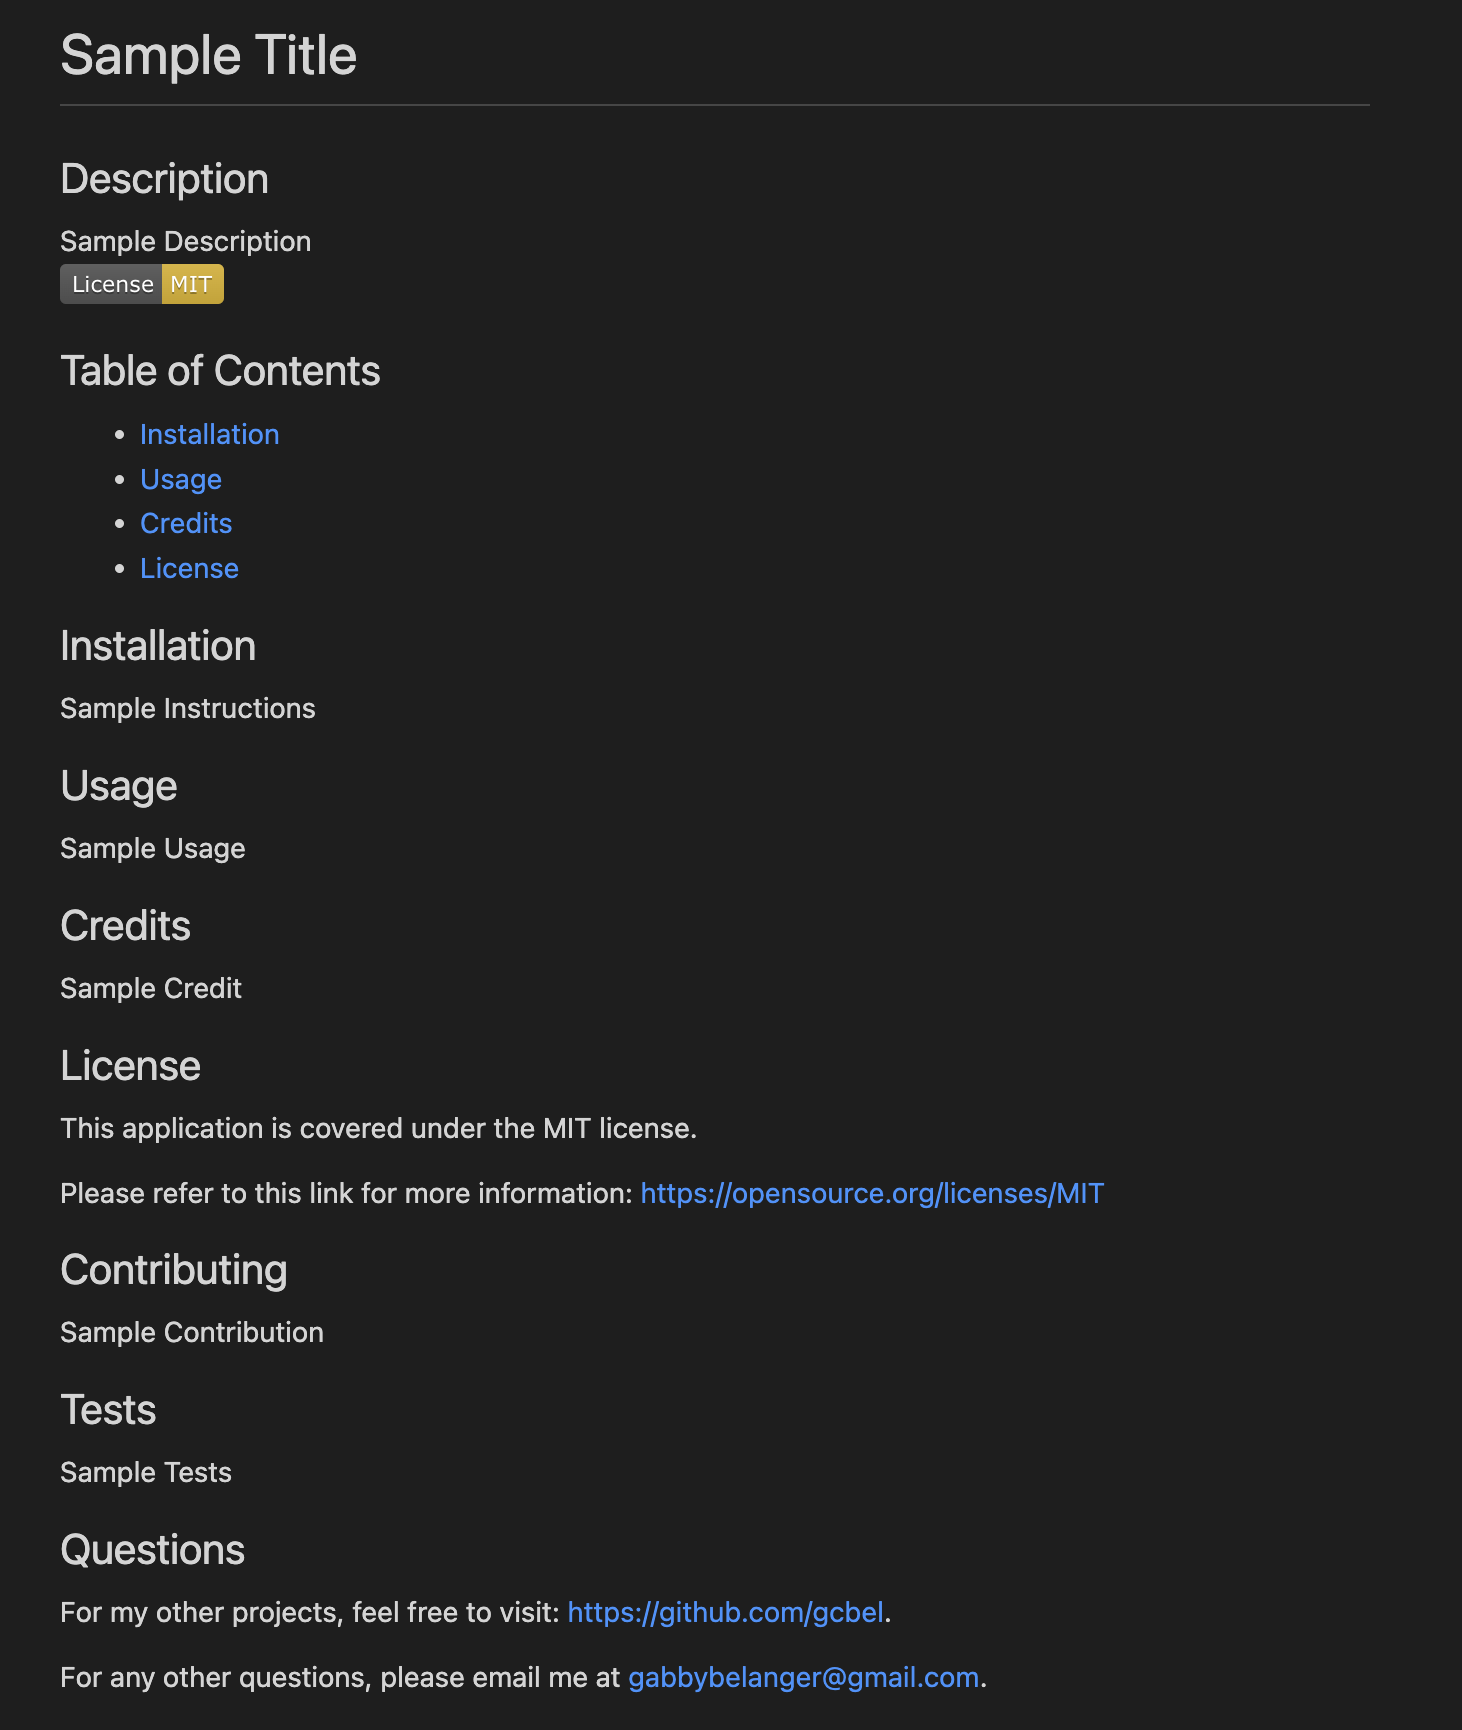 Sample Title
Description
Sample Description
License MIT
Table of Contents
• Installation
• Usage
• Credits
• License
Installation
Sample Instructions
Usage
Sample Usage
Credits
Sample Credit
License
This application is covered under the MIT license.
Please refer to this link for more information: https://opensource.org/licenses/MIT
Contributing
Sample Contribution
Tests
Sample Tests
Questions
For my other projects, feel free to visit: https://github.com/gcbel.
For any other questions, please email me at gabbybelanger@gmail.com.